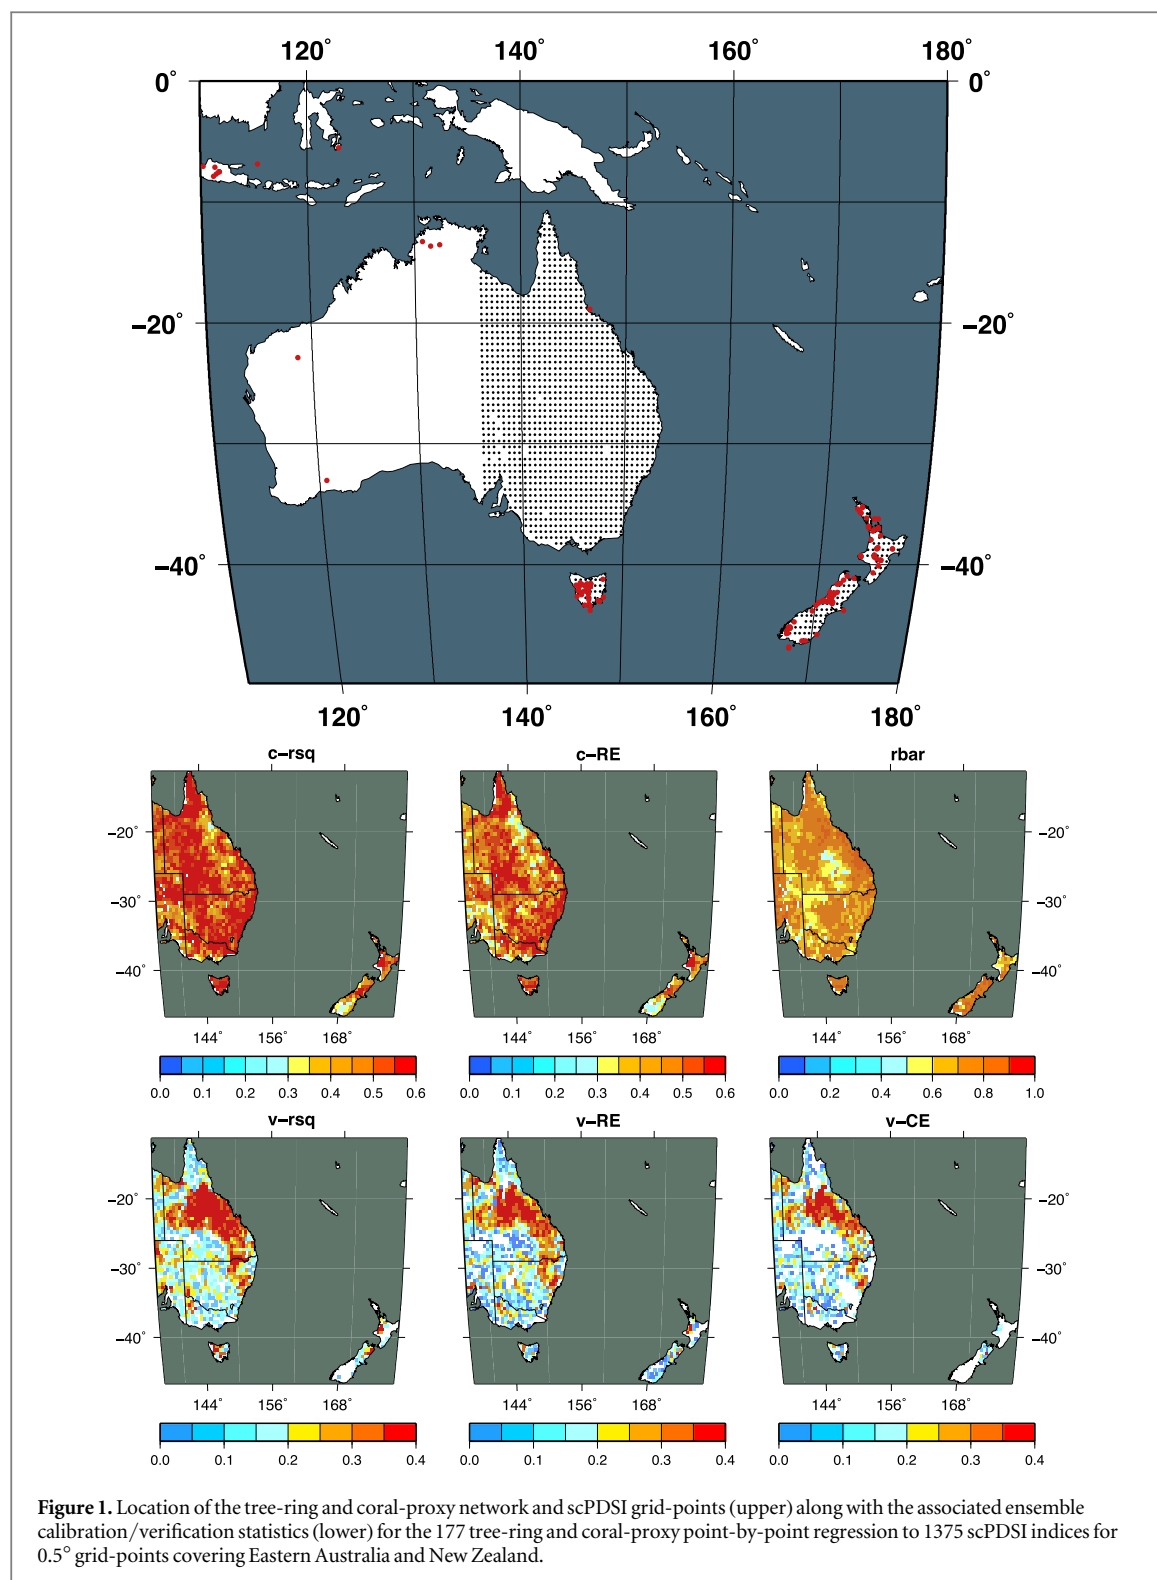 120° 140° 160° 180°
0° 0°
−20° −20°
−40° −40°
120° 140° 160° 180°
c−rsq c−RE rbar
−20° −20°
−30° −30°
−40° −40°
144° 156° 168° 144° 156° 168° 144° 156° 168°
0.0 0.1 0.2 0.3 0.4 0.5 0.6 0.0 0.1 0.2 0.3 0.4 0.5 0.6 0.0 0.2 0.4 0.6 0.8 1.0
v−rsq v−RE v−CE
−20° −20°
−30° −30°
−40° −40°
144° 156° 168° 144° 156° 168° 144° 156° 168°
0.0 0.1 0.2 0.3 0.4 0.0 0.1 0.2 0.3 0.4 0.0 0.1 0.2 0.3 0.4
Figure 1. Location of the tree-ring and coral-proxy network and scPDSI grid-points (upper) along with the associated ensemble
calibration/verification statistics (lower) for the 177 tree-ring and coral-proxy point-by-point regression to 1375 scPDSI indices for
0.5° grid-points covering Eastern Australia and New Zealand.